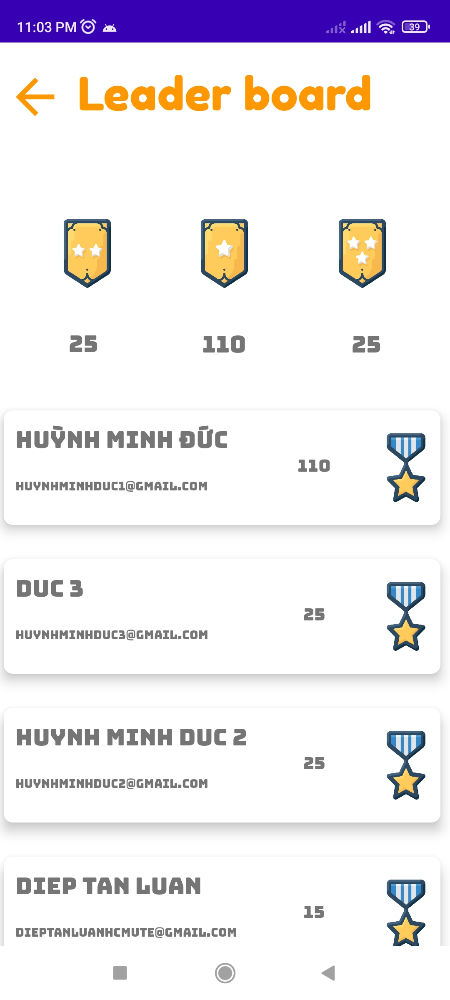 11:03 PM 39
Leader board
25 110 25
HUỲNH MINH ĐỨC
110
HUYNHMINHDUC1@GMAIL.COM
DUC 3
25
HUYNHMINHDUC3@GMAIL.COM
HUYNH MINH DUC 2
25
HUYNHMINHDUC2@GMAIL.COM
DIEP TAN LUAN
15
DIEPTANLUANHCMUTE@GMAIL.COM